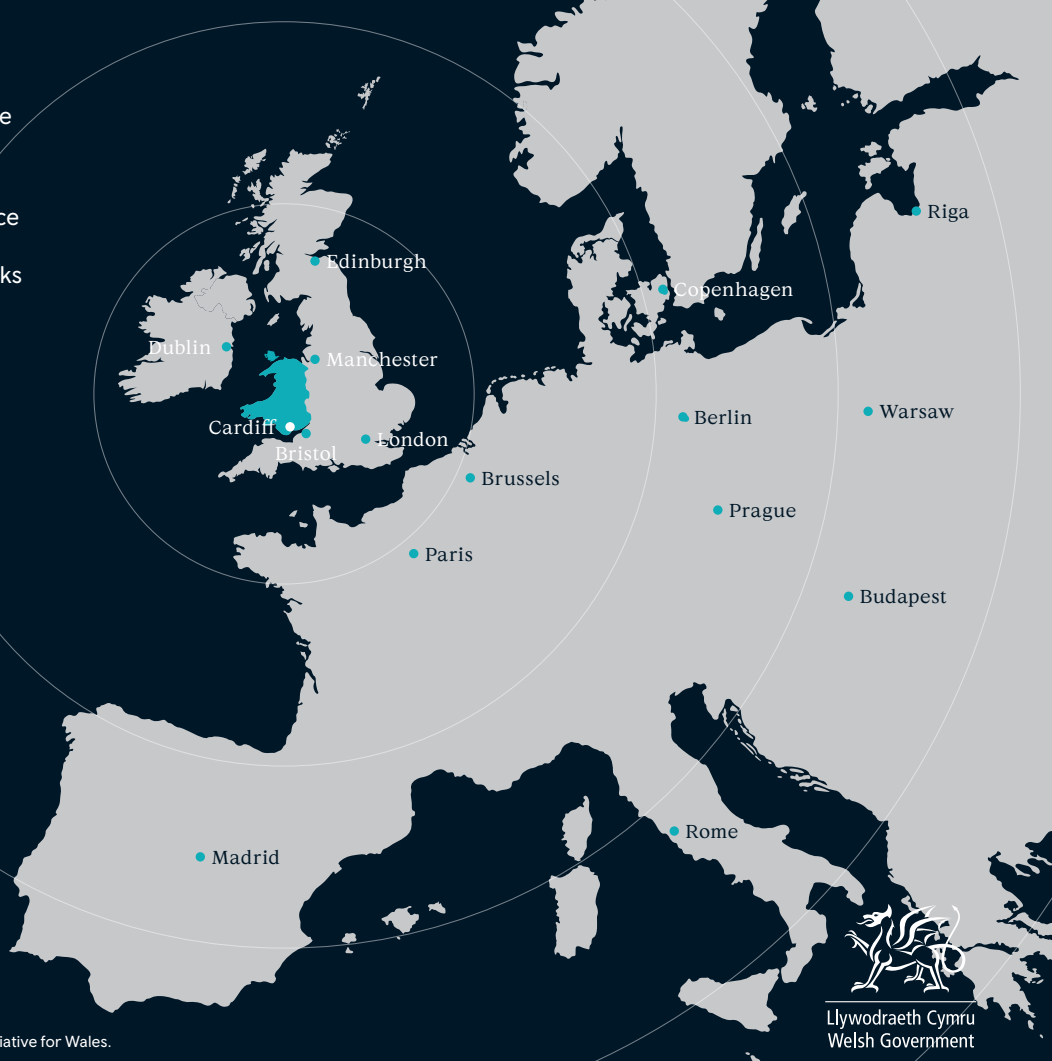 e
ce
ks
Riga
Edinburgh
Copenhagen
Dublin
Manchester
Berlin
Warsaw
Cardiff
London
Bristol
Brussels
Prague
Paris
Budapest
Rome
Madrid
Llywodraeth Cymru
Welsh Government
iative for Wales.